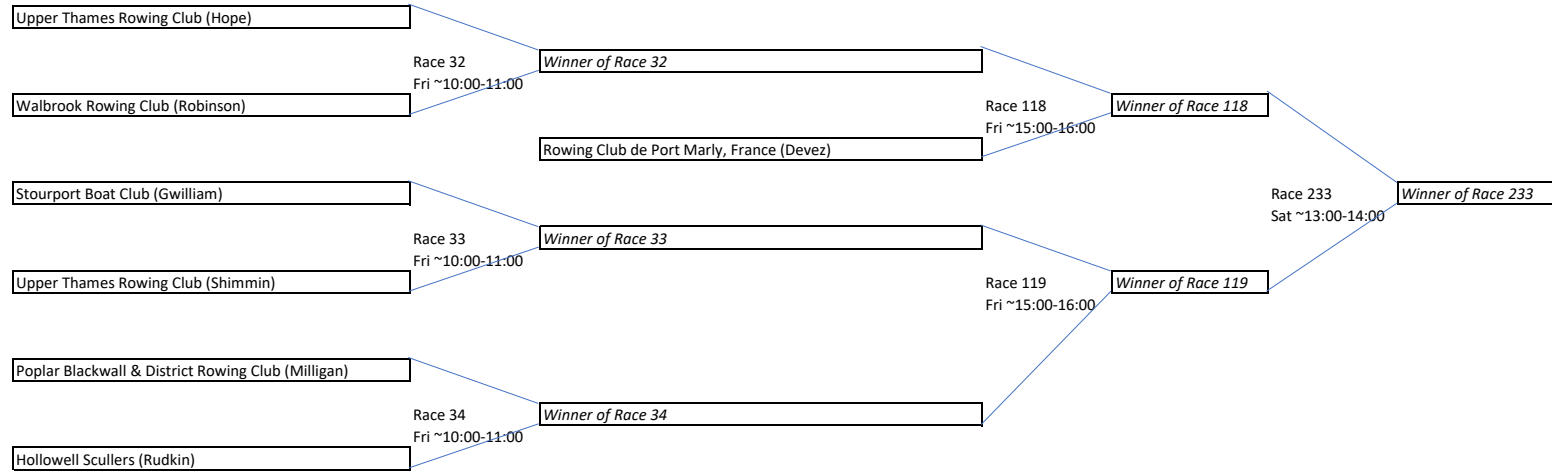 Upper Thames Rowing Club (Hope)
Race 32
Winner of Race 32
Fri ~10:00-11:00
Walbrook Rowing Club (Robinson)
Race 118
Winner of Race 118
Fri ~15:00-16:00
Rowing Club de Port Marly, France (Devez)
Stourport Boat Club (Gwilliam)
Race 233
Winner of Race 233
Sat ~13:00-14:00
Race 33
Winner of Race 33
Fri ~10:00-11:00
Upper Thames Rowing Club (Shimmin)
Race 119
Winner of Race 119
Fri ~15:00-16:00
Poplar Blackwall & District Rowing Club (Milligan)
Race 34
Winner of Race 34
Fri ~10:00-11:00
Hollowell Scullers (Rudkin)